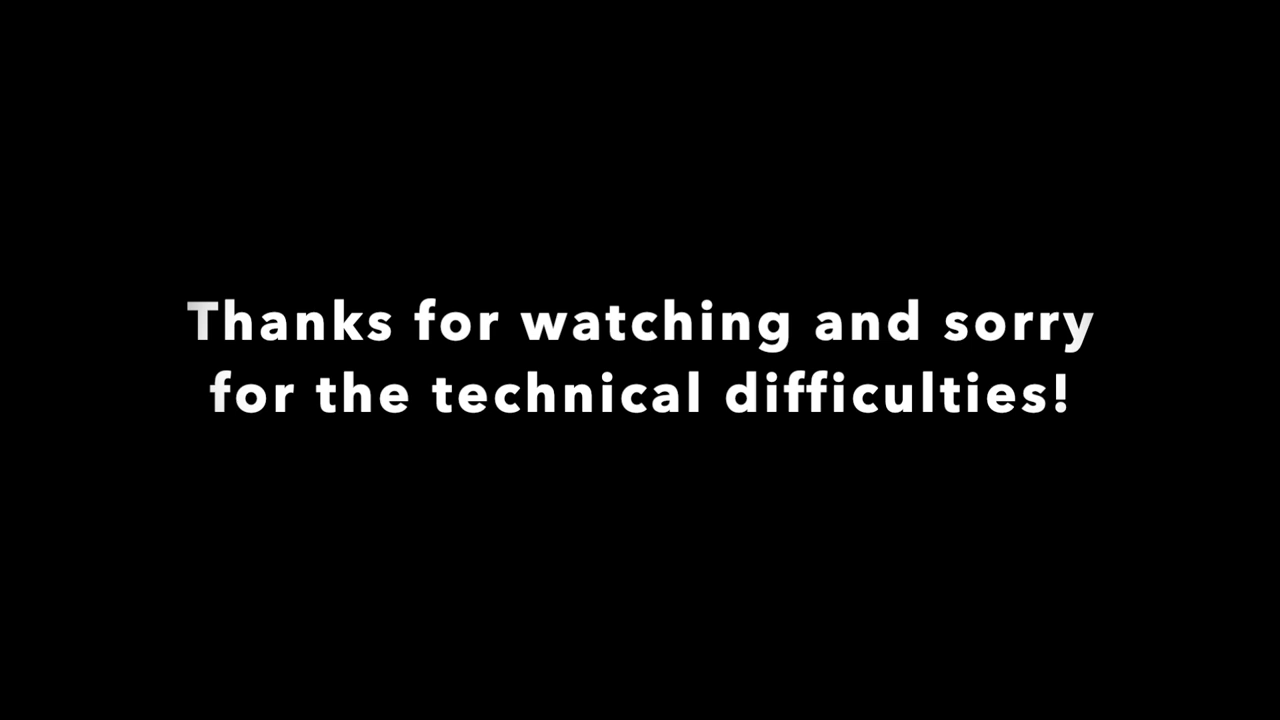 Thanks for watching and sorry
for the technical difficulties!